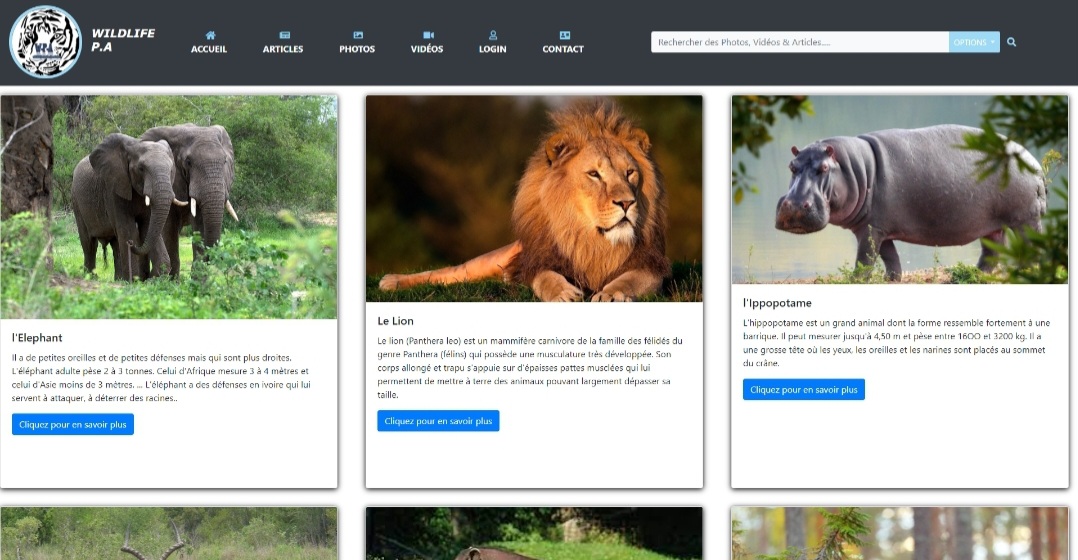 WILDLIFE
P.A
ACCUEIL
ARTICLES
PHOTOS
VIDÉOS
LOGIN
CONTACT
Rechercher des Photos, Vidéos & Articles....
OPTIONS
l'Elephant
Il a de petites oreilles et de petites défenses mais qui sont plus droites.
L'éléphant adulte pèse 2 à 3 tonnes. Celui d'Afrique mesure 3 à 4 mètres et
celui d'Asie moins de 3 mètres. ... L'éléphant a des défenses en ivoire qui lui
servent à attaquer, à déterrer des racines..
Cliquez pour en savoir plus
Le Lion
Le lion (Panthera leo) est un mammifère carnivore de la famille des félidés du
genre Panthera (félins) qui possède une musculature très développée. Son
corps allongé et trapu s'appuie sur d'épaisses pattes musclées qui lui
permettent de mettre à terre des animaux pouvant largement dépasser sa
taille.
Cliquez pour en savoir plus
l'Ippopotame
L'hippopotame est un grand animal dont la forme ressemble fortement à une
barrique. Il peut mesurer jusqu'à 4,50 m et pèse entre 16OO et 3200 kg. Il a
une grosse tête où les yeux, les oreilles et les narines sont placés au sommet
du crâne.
Cliquez pour en savoir plus